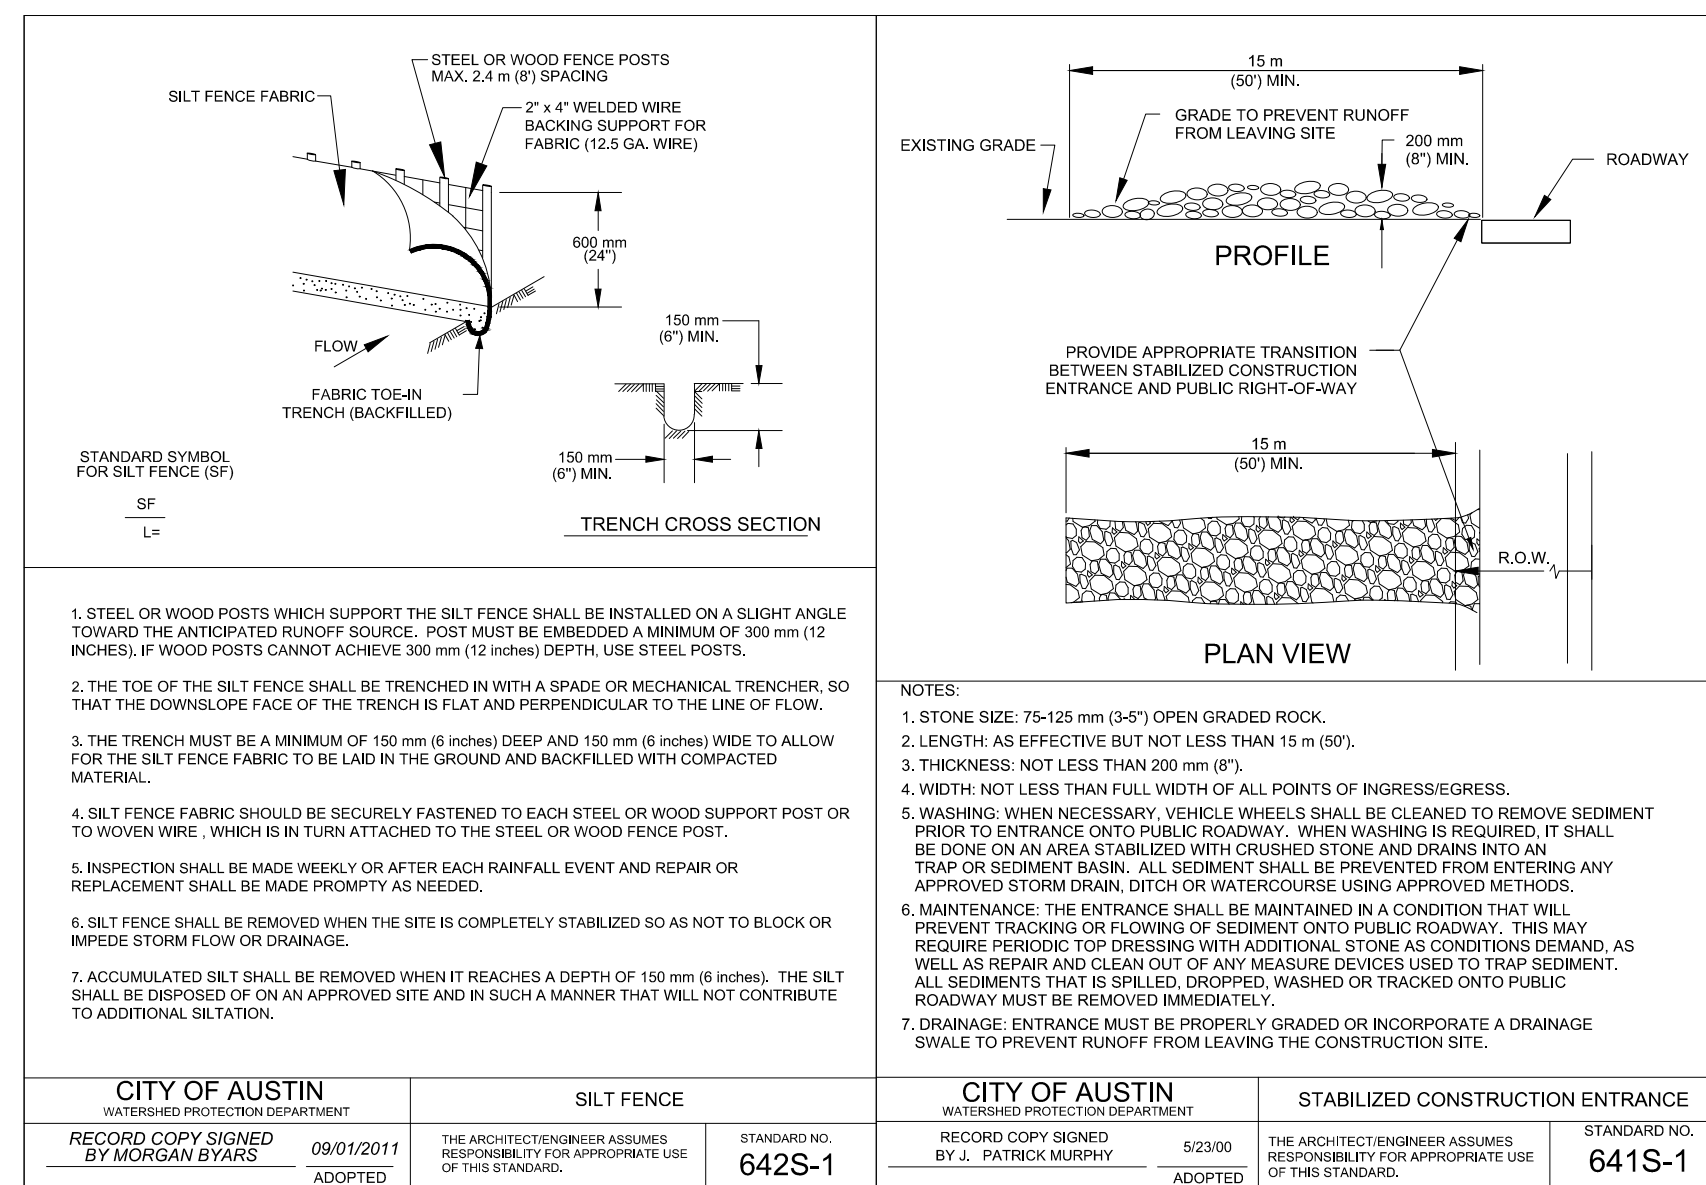 STEEL OR WOOD FENCE POSTS
MAX. 2.4 m (8') SPACING
SILT FENCE FABRIC
2" x 4" WELDED WIRE
BACKING SUPPORT FOR
FABRIC (12.5 GA. WIRE)
600 mm
(24")
FLOW
FABRIC TOE-IN
TRENCH (BACKFILLED)
150 mm
(6") MIN.
150 mm
(6") MIN.
STANDARD SYMBOL
FOR SILT FENCE (SF)
SF
L=
TRENCH CROSS SECTION
1. STEEL OR WOOD POSTS WHICH SUPPORT THE SILT FENCE SHALL BE INSTALLED ON A SLIGHT ANGLE
TOWARD THE ANTICIPATED RUNOFF SOURCE. POST MUST BE EMBEDDED A MINIMUM OF 300 mm (12
INCHES). IF WOOD POSTS CANNOT ACHIEVE 300 mm (12 inches) DEPTH, USE STEEL POSTS.
2. THE TOE OF THE SILT FENCE SHALL BE TRENCHED IN WITH A SPADE OR MECHANICAL TRENCHER, SO
THAT THE DOWNSLOPE FACE OF THE TRENCH IS FLAT AND PERPENDICULAR TO THE LINE OF FLOW.
3. THE TRENCH MUST BE A MINIMUM OF 150 mm (6 inches) DEEP AND 150 mm (6 inches) WIDE TO ALLOW
FOR THE SILT FENCE FABRIC TO BE LAID IN THE GROUND AND BACKFILLED WITH COMPACTED
MATERIAL.
4. SILT FENCE FABRIC SHOULD BE SECURELY FASTENED TO EACH STEEL OR WOOD SUPPORT POST OR
TO WOVEN WIRE , WHICH IS IN TURN ATTACHED TO THE STEEL OR WOOD FENCE POST.
5. INSPECTION SHALL BE MADE WEEKLY OR AFTER EACH RAINFALL EVENT AND REPAIR OR
REPLACEMENT SHALL BE MADE PROMPTY AS NEEDED.
6. SILT FENCE SHALL BE REMOVED WHEN THE SITE IS COMPLETELY STABILIZED SO AS NOT TO BLOCK OR
IMPEDE STORM FLOW OR DRAINAGE.
7. ACCUMULATED SILT SHALL BE REMOVED WHEN IT REACHES A DEPTH OF 150 mm (6 inches). THE SILT
SHALL BE DISPOSED OF ON AN APPROVED SITE AND IN SUCH A MANNER THAT WILL NOT CONTRIBUTE
TO ADDITIONAL SILTATION.
CITY OF AUSTIN
WATERSHED PROTECTION DEPARTMENT
SILT FENCE
RECORD COPY SIGNED
BY MORGAN BYARS
09/01/2011
ADOPTED
THE ARCHITECT/ENGINEER ASSUMES
RESPONSIBILITY FOR APPROPRIATE USE
OF THIS STANDARD.
STANDARD NO.
642S-1
15 m
(50') MIN.
GRADE TO PREVENT RUNOFF
FROM LEAVING SITE
EXISTING GRADE
200 mm
(8") MIN.
ROADWAY
PROFILE
PROVIDE APPROPRIATE TRANSITION
BETWEEN STABILIZED CONSTRUCTION
ENTRANCE AND PUBLIC RIGHT-OF-WAY
15 m
(50') MIN.
R.O.W.
PLAN VIEW
NOTES:
1. STONE SIZE: 75-125 mm (3-5") OPEN GRADED ROCK.
2. LENGTH: AS EFFECTIVE BUT NOT LESS THAN 15 m (50').
3. THICKNESS: NOT LESS THAN 200 mm (8").
4. WIDTH: NOT LESS THAN FULL WIDTH OF ALL POINTS OF INGRESS/EGRESS.
5. WASHING: WHEN NECESSARY, VEHICLE WHEELS SHALL BE CLEANED TO REMOVE SEDIMENT
PRIOR TO ENTRANCE ONTO PUBLIC ROADWAY. WHEN WASHING IS REQUIRED, IT SHALL
BE DONE ON AN AREA STABILIZED WITH CRUSHED STONE AND DRAINS INTO AN
TRAP OR SEDIMENT BASIN. ALL SEDIMENT SHALL BE PREVENTED FROM ENTERING ANY
APPROVED STORM DRAIN, DITCH OR WATERCOURSE USING APPROVED METHODS.
6. MAINTENANCE: THE ENTRANCE SHALL BE MAINTAINED IN A CONDITION THAT WILL
PREVENT TRACKING OR FLOWING OF SEDIMENT ONTO PUBLIC ROADWAY. THIS MAY
REQUIRE PERIODIC TOP DRESSING WITH ADDITIONAL STONE AS CONDITIONS DEMAND, AS
WELL AS REPAIR AND CLEAN OUT OF ANY MEASURE DEVICES USED TO TRAP SEDIMENT.
ALL SEDIMENTS THAT IS SPILLED, DROPPED, WASHED OR TRACKED ONTO PUBLIC
ROADWAY MUST BE REMOVED IMMEDIATELY.
7. DRAINAGE: ENTRANCE MUST BE PROPERLY GRADED OR INCORPORATE A DRAINAGE
SWALE TO PREVENT RUNOFF FROM LEAVING THE CONSTRUCTION SITE.
CITY OF AUSTIN
WATERSHED PROTECTION DEPARTMENT
STABILIZED CONSTRUCTION ENTRANCE
RECORD COPY SIGNED
BY J. PATRICK MURPHY
5/23/00
ADOPTED
THE ARCHITECT/ENGINEER ASSUMES
RESPONSIBILITY FOR APPROPRIATE USE
OF THIS STANDARD.
STANDARD NO.
641S-1